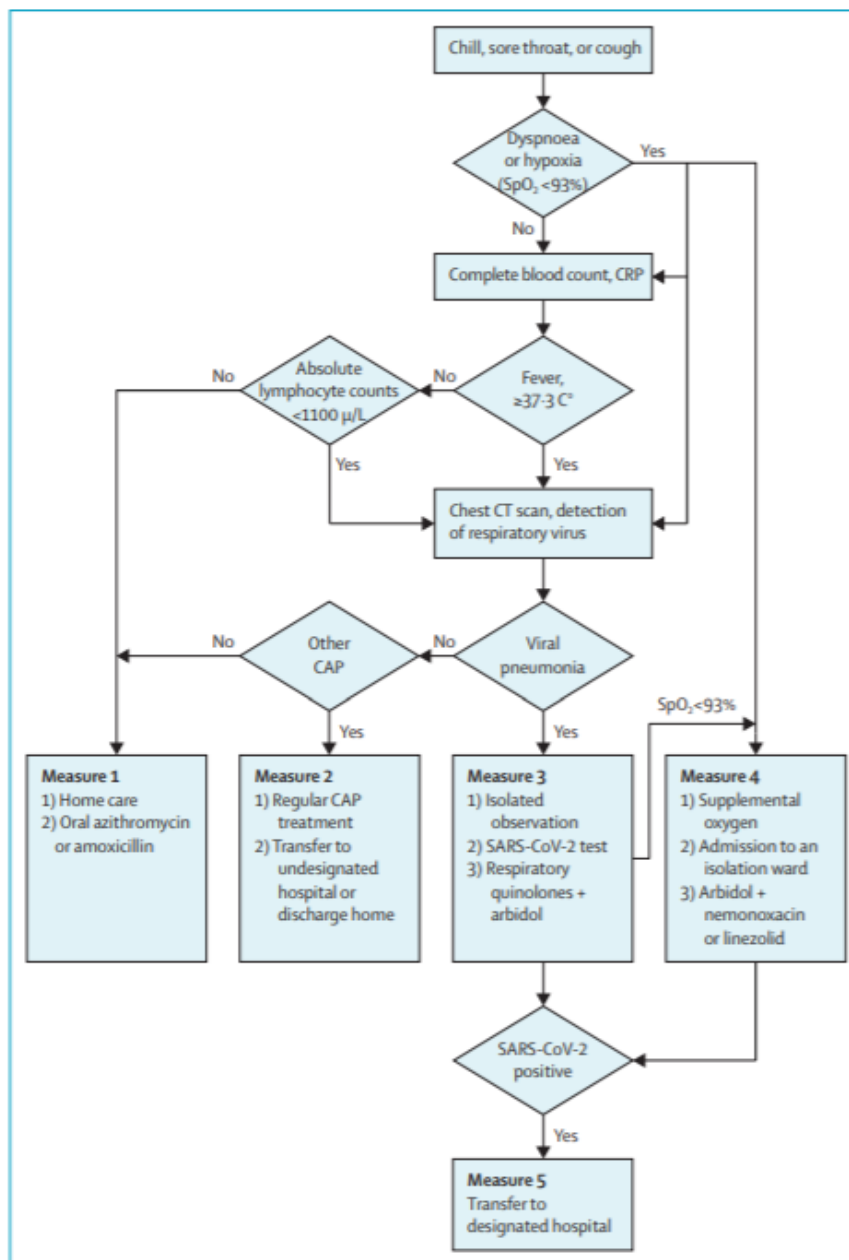 Chill, sore throat, or cough
Dyspnoea
or hypoxia
(SpO₂ <93%)
Yes
No
Complete blood count, CRP
No
Absolute
lymphocyte counts
<1100 µ/L
No
Fever,
≥37·3 C°
Yes
Yes
Chest CT scan, detection
of respiratory virus
No
Other
CAP
No
Viral
pneumonia
SpO₂<93%
Yes
Yes
Measure 1
1) Home care
2) Oral azithromycin
or amoxicillin
Measure 2
1) Regular CAP
treatment
2) Transfer to
undesignated
hospital or
discharge home
Measure 3
1) Isolated
observation
2) SARS-CoV-2 test
3) Respiratory
quinolones +
arbidol
Measure 4
1) Supplemental
oxygen
2) Admission to an
isolation ward
3) Arbidol +
nemonoxacin
or linezolid
SARS-CoV-2
positive
Yes
Measure 5
Transfer to
designated hospital